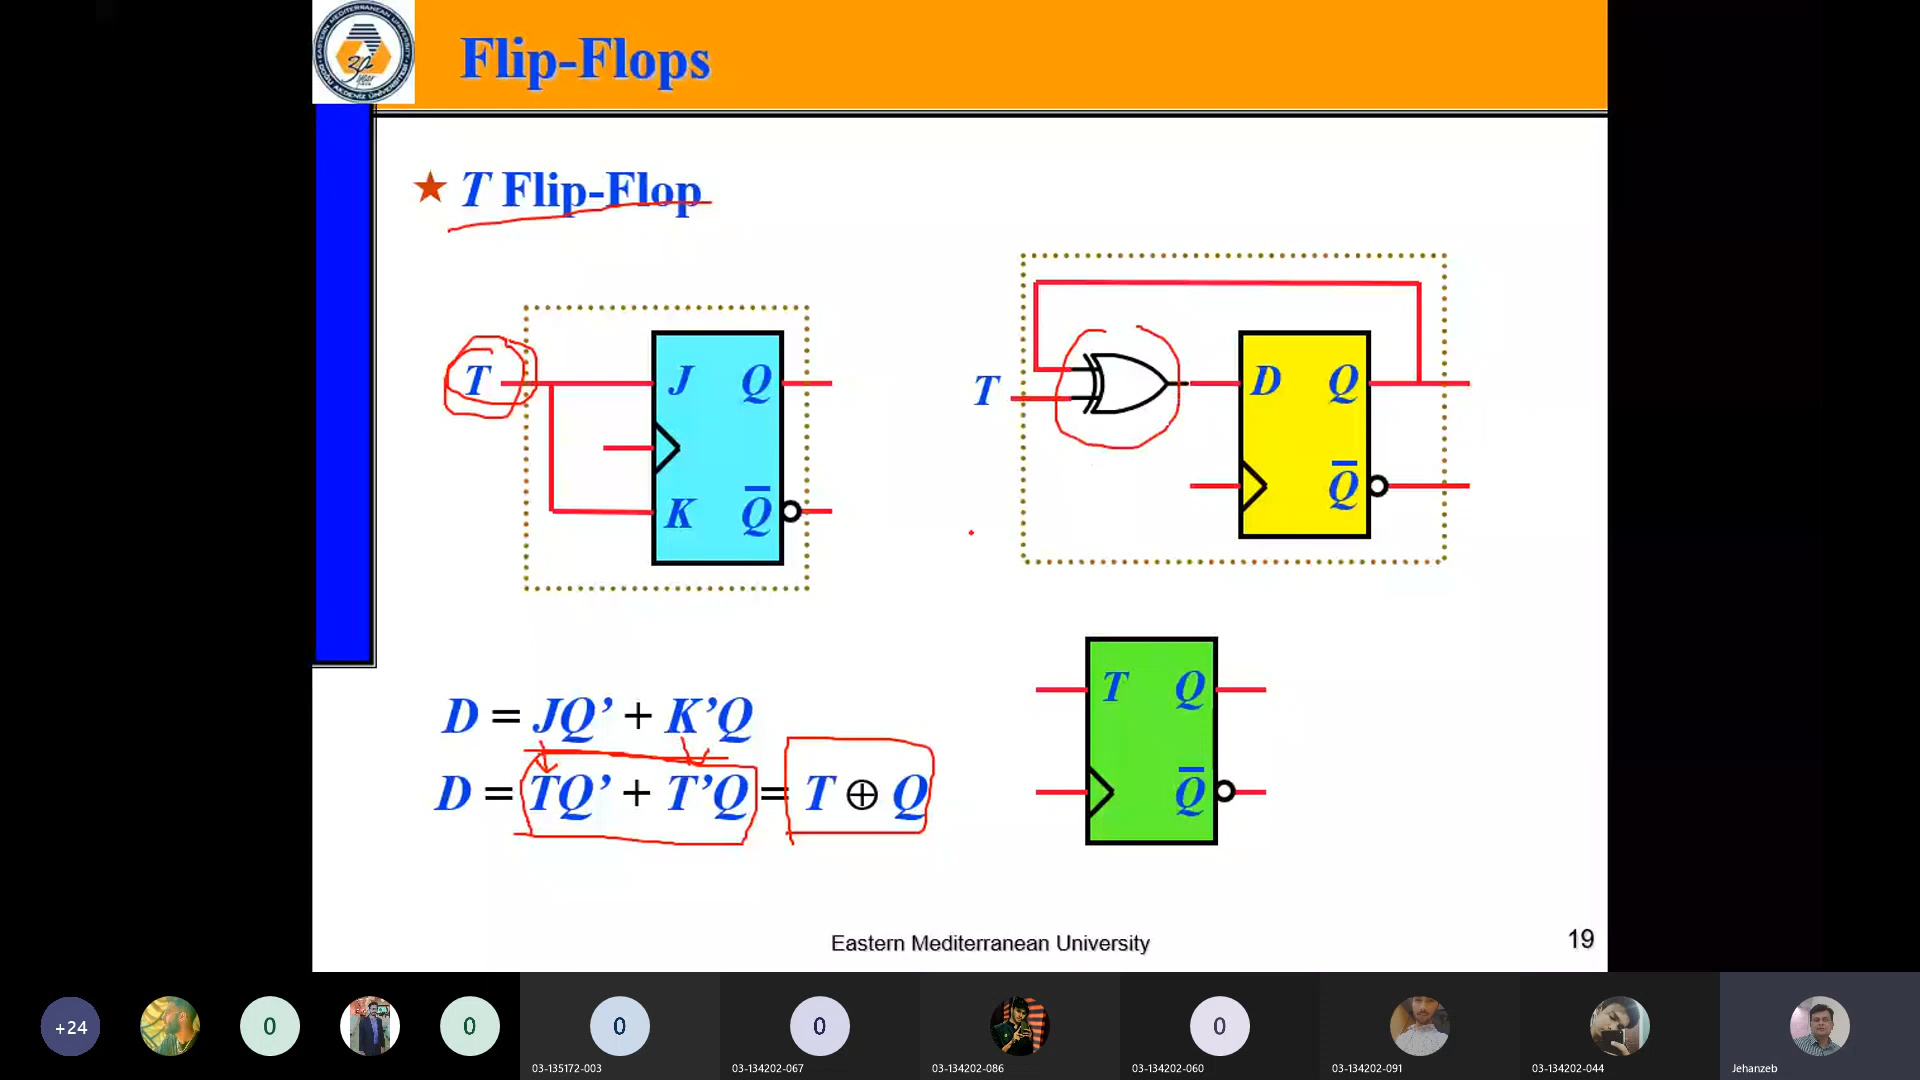 Flip-Flops
T Flip-Flop
T
J Q
K Q̅
T
D Q
Q̅
D = JQ’ + K’Q
D = TQ’ + T’Q = T ⊕ Q
T Q
Q̅
Eastern Mediterranean University
19
+24
0
0
0
0
0
03-135172-003
03-134202-067
03-134202-086
03-134202-060
03-134202-091
03-134202-044
Jehanzeb